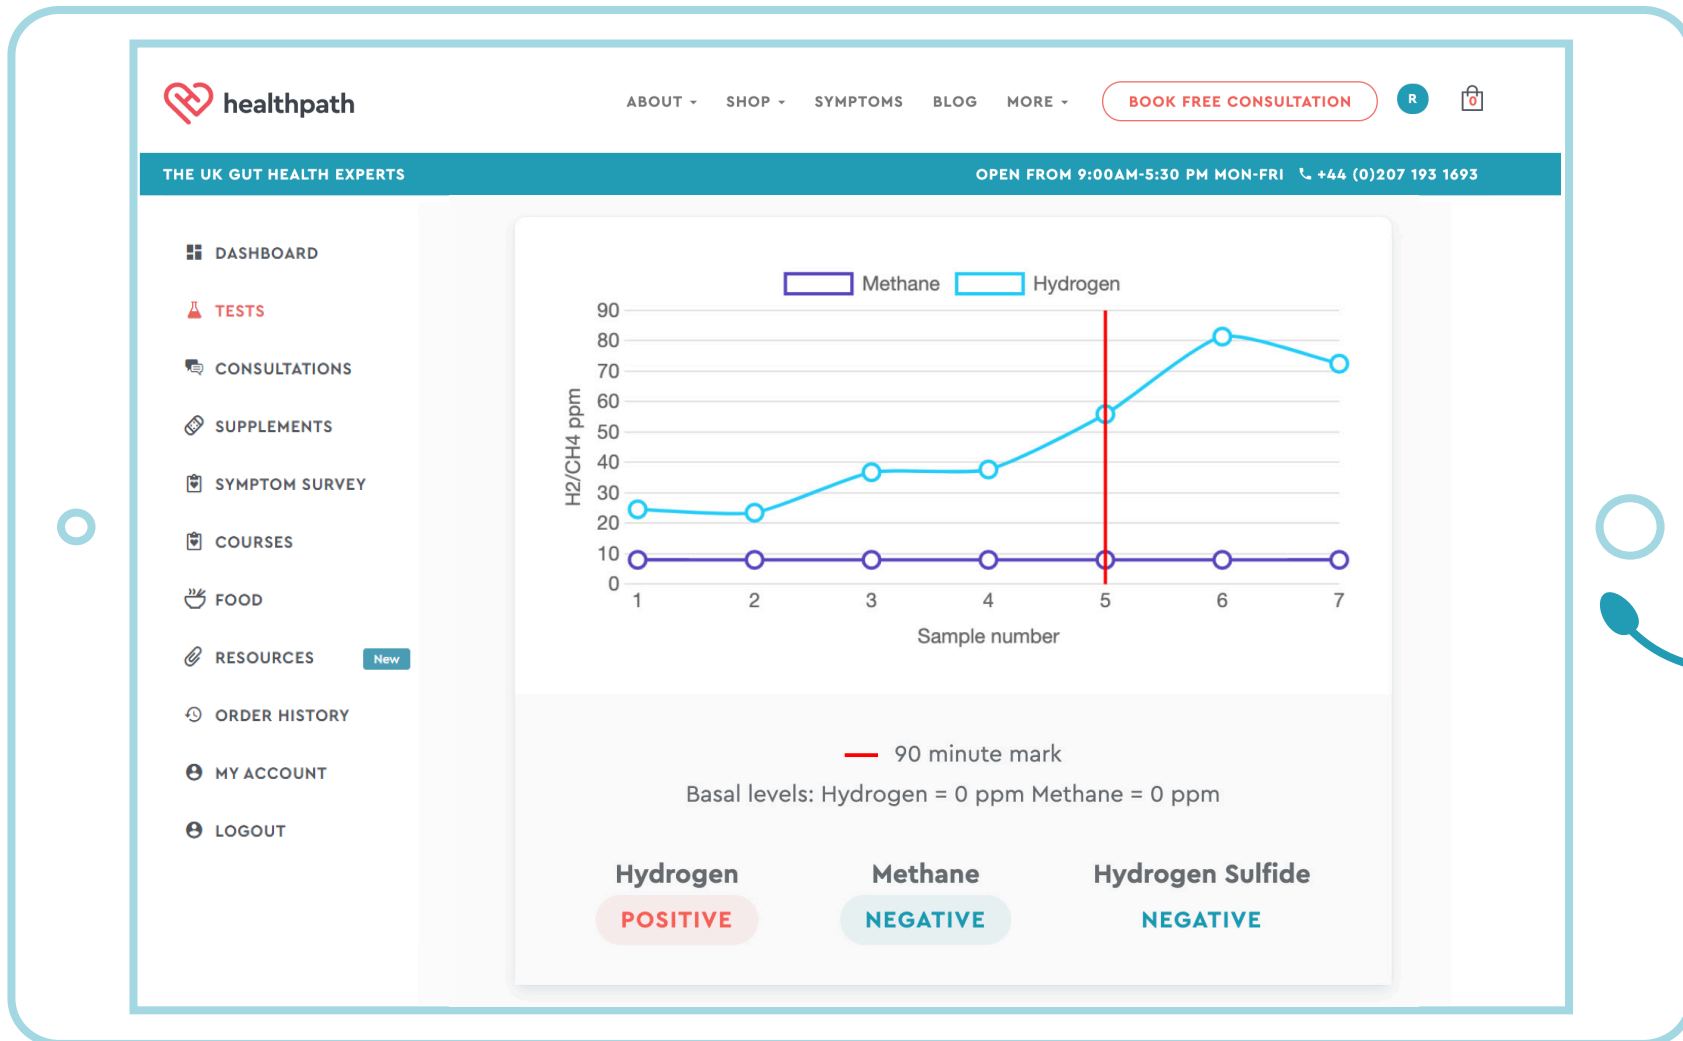 healthpath
ABOUT SHOP SYMPTOMS BLOG MORE BOOK FREE CONSULTATION R 0
THE UK GUT HEALTH EXPERTS OPEN FROM 9:00AM-5:30 PM MON-FRI +44 (0)207 193 1693
DASHBOARD
TESTS
CONSULTATIONS
SUPPLEMENTS
SYMPTOM SURVEY
COURSES
FOOD
RESOURCES New
ORDER HISTORY
MY ACCOUNT
LOGOUT
Methane Hydrogen
H2/CH4 ppm
90
80
70
60
50
40
30
20
10
0
1 2 3 4 5 6 7
Sample number
90 minute mark
Basal levels: Hydrogen = 0 ppm Methane = 0 ppm
Hydrogen Methane Hydrogen Sulfide
POSITIVE NEGATIVE NEGATIVE